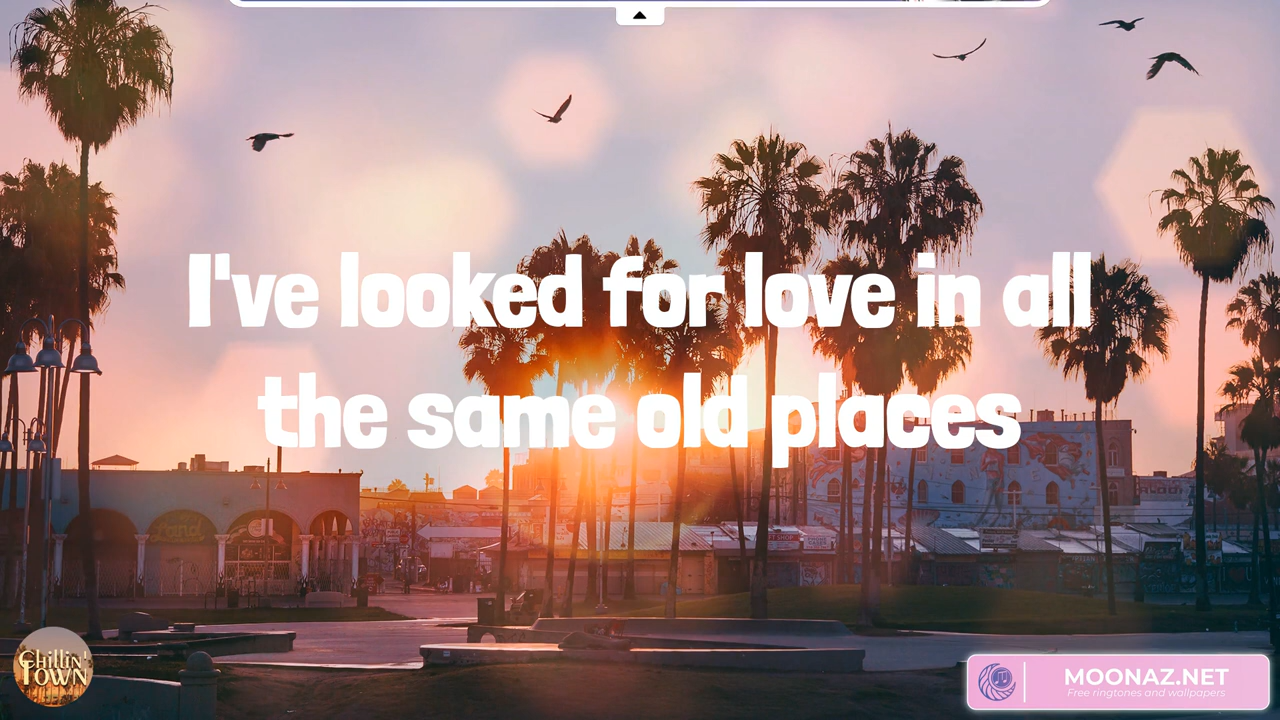 I've looked for love in all
the same old places
Chillin'
TOWN
MOONAZ.NET
Free ringtones and wallpapers